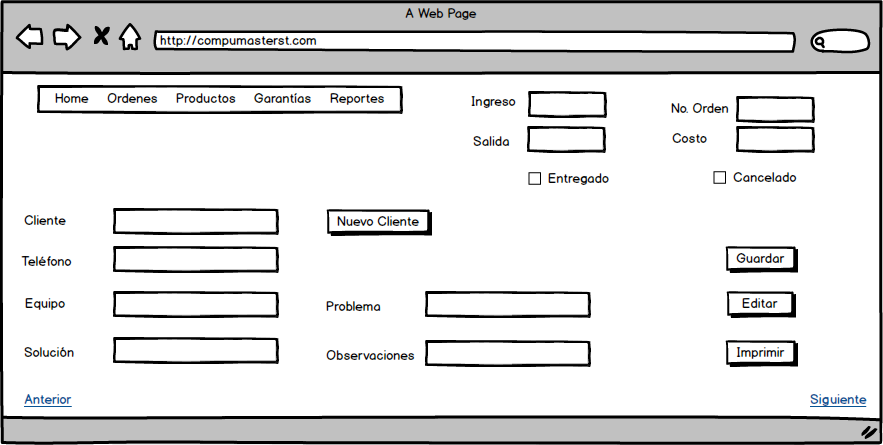 A Web Page
http://compumasterst.com
Home Ordenes Productos Garantías Reportes
Ingreso
No. Orden
Salida
Costo
Entregado
Cancelado
Cliente
Nuevo Cliente
Teléfono
Guardar
Equipo
Problema
Editar
Solución
Observaciones
Imprimir
Anterior
Siguiente